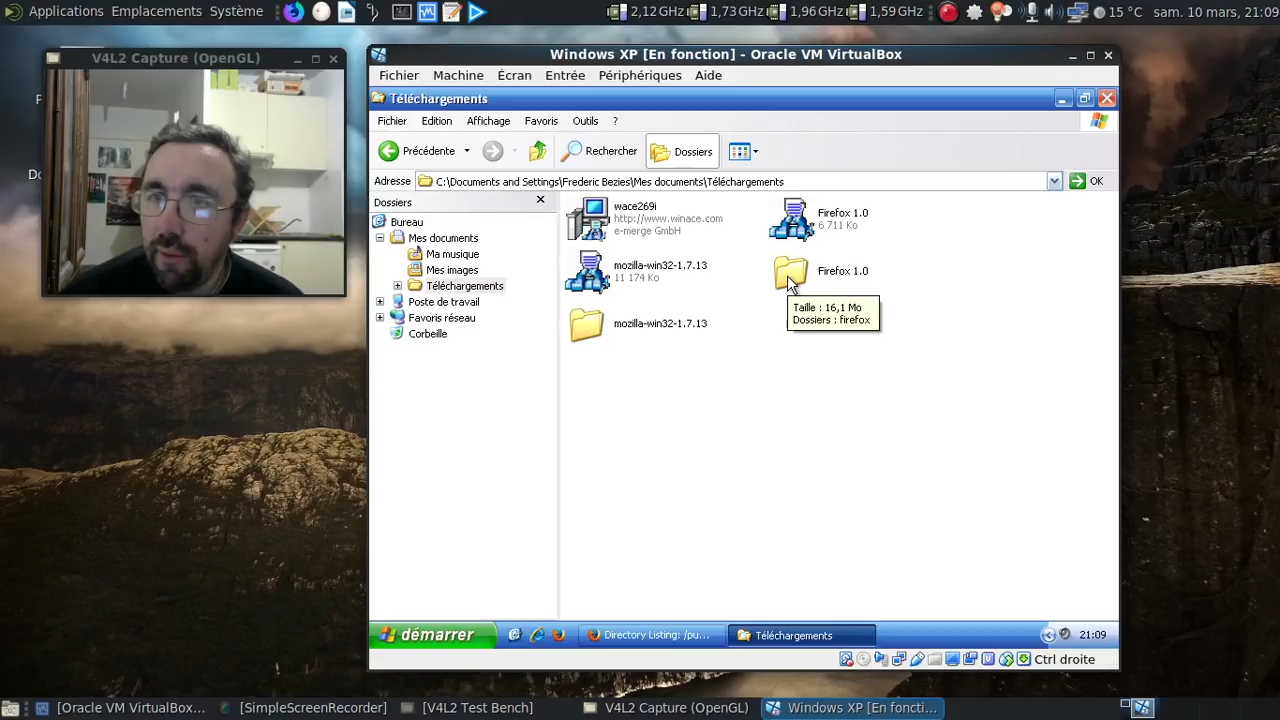 Applications Emplacements Système
2,12 GHz 1,73 GHz 1,96 GHz 1,59 GHz
15 °C sam. 10 mars, 21:09
V4L2 Capture (OpenGL)
Windows XP [En fonction] - Oracle VM VirtualBox
Fichier Machine Écran Entrée Périphériques Aide
Téléchargements
Fichier Edition Affichage Favoris Outils ?
Précédente Rechercher Dossiers
Adresse C:\Documents and Settings\Frederic Bezies\Mes documents\Téléchargements OK
Dossiers
Bureau
Mes documents
Ma musique
Mes images
Téléchargements
Poste de travail
Favoris réseau
Corbeille
wace269i
http://www.winace.com
e-merge GmbH
Firefox 1.0
6 711 Ko
mozilla-win32-1.7.13
11 174 Ko
Firefox 1.0
Taille : 16,1 Mo
Dossiers : firefox
mozilla-win32-1.7.13
démarrer Directory Listing: /pu... Téléchargements 21:09
Ctrl droite
[Oracle VM VirtualBox... [SimpleScreenRecorder] [V4L2 Test Bench] V4L2 Capture (OpenGL) Windows XP [En foncti...